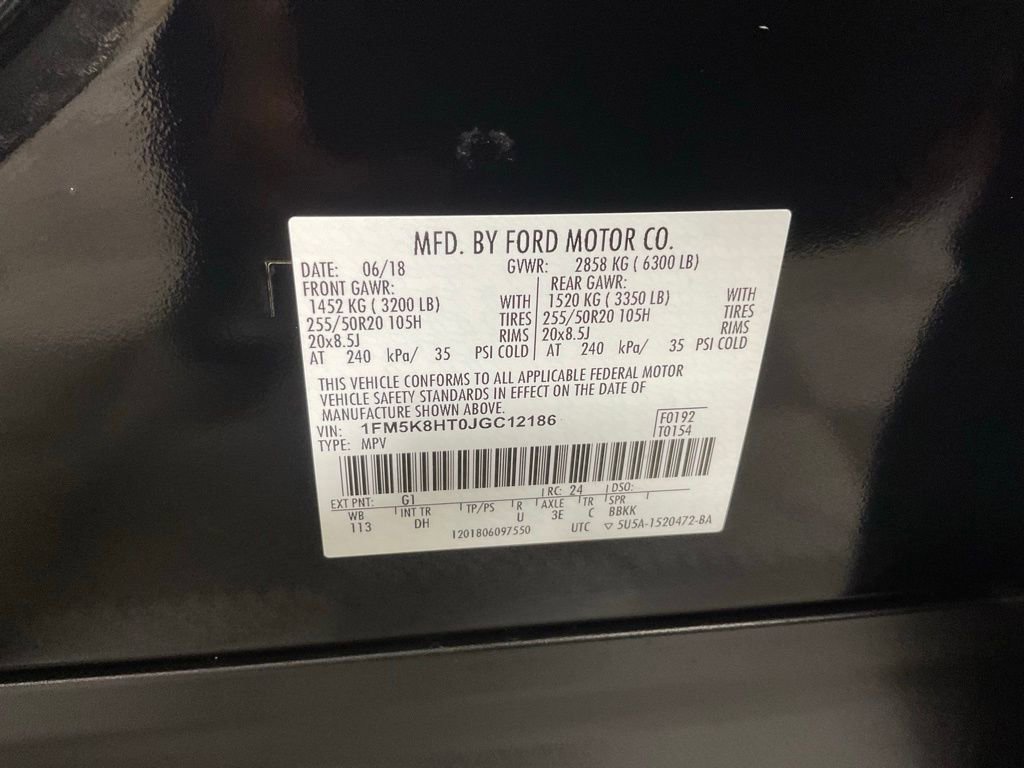 MFD. BY FORD MOTOR CO.
DATE: 06/18 GVWR: 2858 KG ( 6300 LB)
FRONT GAWR: REAR GAWR:
1452 KG ( 3200 LB) WITH 1520 KG ( 3350 LB) WITH
255/50R20 105H TIRES 255/50R20 105H TIRES
20x8.5J RIMS 20x8.5J RIMS
AT 240 kPa/ 35 PSI COLD AT 240 kPa/ 35 PSI COLD
THIS VEHICLE CONFORMS TO ALL APPLICABLE FEDERAL MOTOR
VEHICLE SAFETY STANDARDS IN EFFECT ON THE DATE OF
MANUFACTURE SHOWN ABOVE.
VIN: 1FM5K8HT0JGC12186 F0192
TYPE: MPV T0154
EXT PNT: G1 RC: 24 DSO:
WB INT TR TP/PS R AXLE TR SPR
113 DH U 3E C BBKK
1201806097550 UTC ▽ 5U5A-1520472-BA